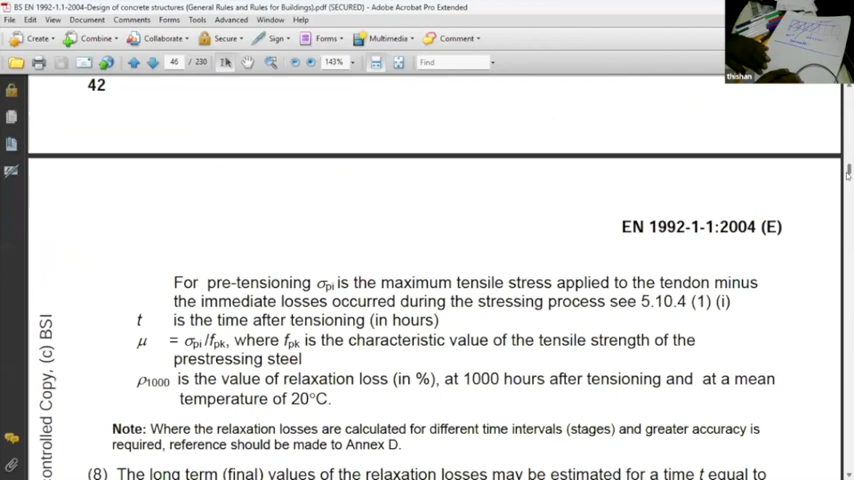 BS EN 1992-1.1-2004-Design of concrete structures (General Rules and Rules for Buildings).pdf (SECURED) - Adobe Acrobat Pro Extended
File Edit View Document Comments Forms Tools Advanced Window Help
Create Combine Collaborate Secure Sign Forms Multimedia Comment
46 / 230 143% Find
thishan
42
EN 1992-1-1:2004 (E)
For pre-tensioning σpi is the maximum tensile stress applied to the tendon minus
the immediate losses occurred during the stressing process see 5.10.4 (1) (i)
t is the time after tensioning (in hours)
μ = σpi/fpk, where fpk is the characteristic value of the tensile strength of the
prestressing steel
ρ1000 is the value of relaxation loss (in %), at 1000 hours after tensioning and at a mean
temperature of 20°C.
Note: Where the relaxation losses are calculated for different time intervals (stages) and greater accuracy is
required, reference should be made to Annex D.
(8) The long term (final) values of the relaxation losses may be estimated for a time t equal to
controlled Copy, (c) BSI